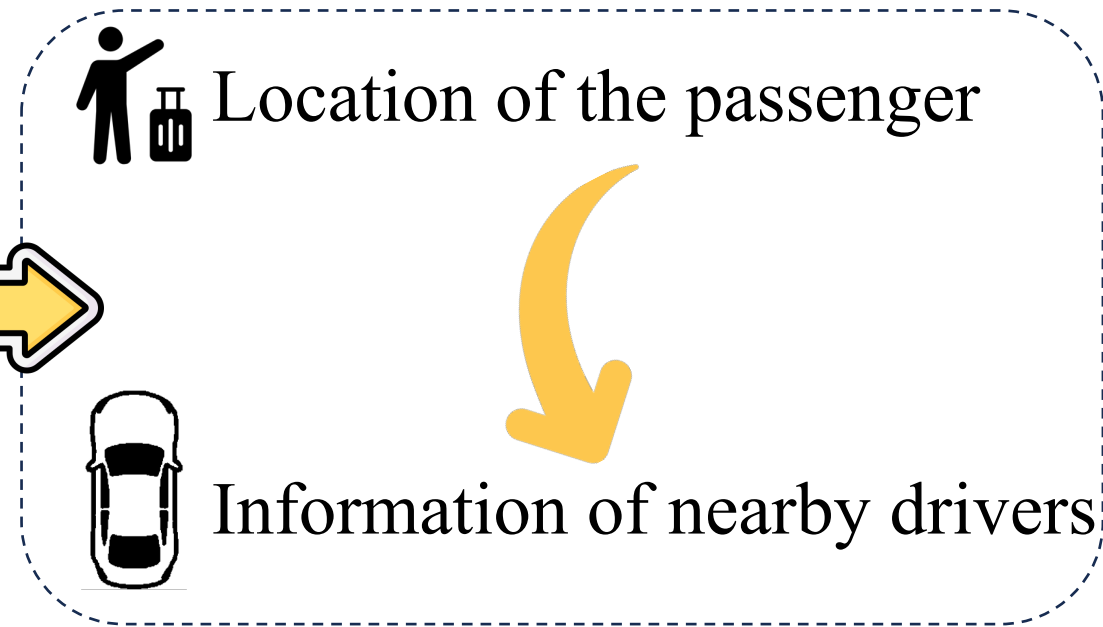 Location of the passenger
Information of nearby drivers